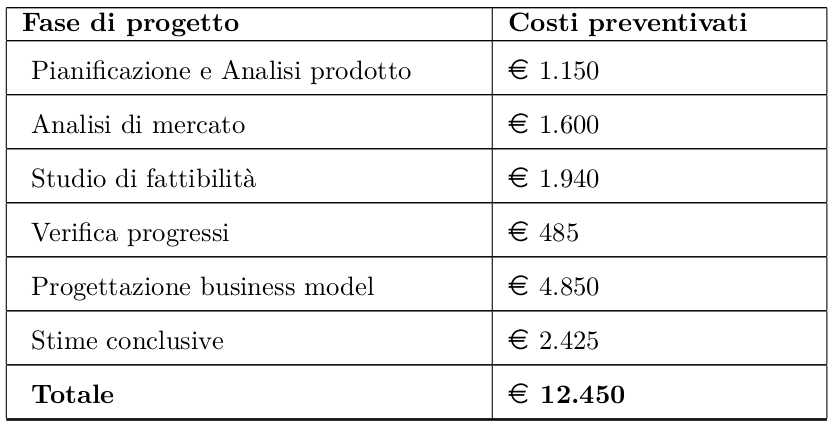 Fase di progetto Costi preventivati
Pianificazione e Analisi prodotto € 1.150
Analisi di mercato € 1.600
Studio di fattibilità € 1.940
Verifica progressi € 485
Progettazione business model € 4.850
Stime conclusive € 2.425
Totale € 12.450